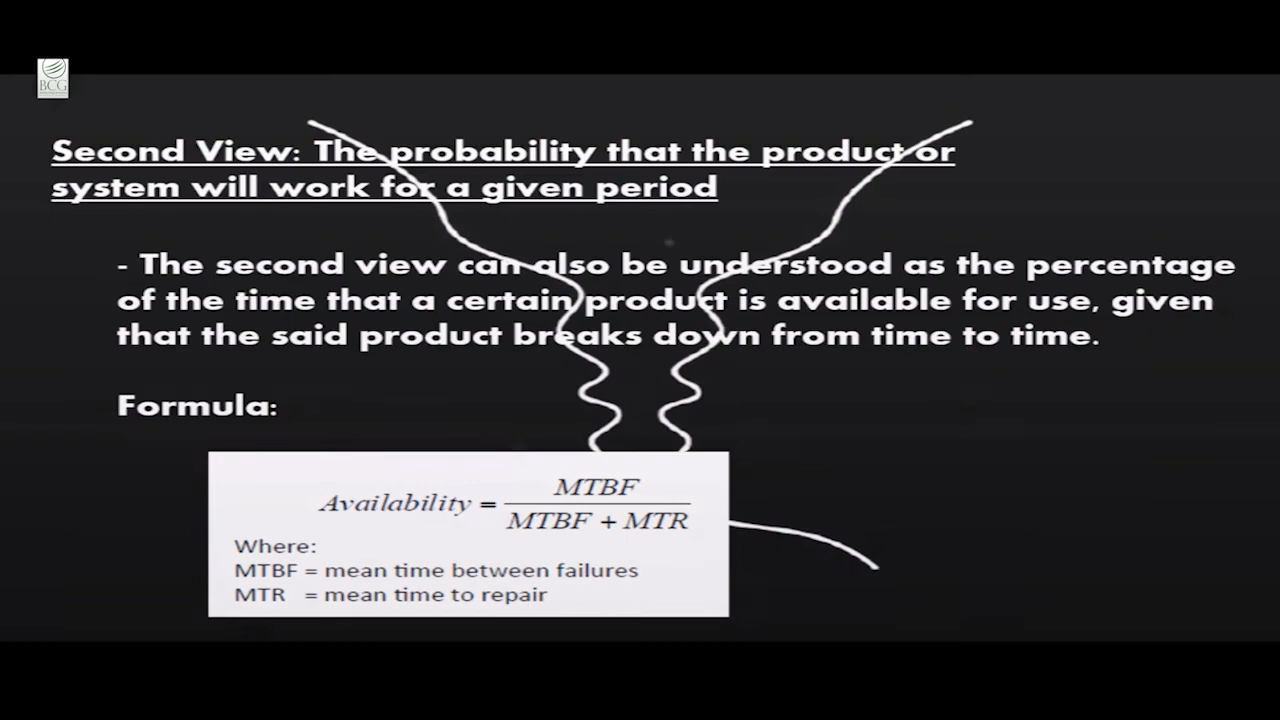 BCG
Second View: The probability that the product or
system will work for a given period
- The second view can also be understood as the percentage
of the time that a certain product is available for use, given
that the said product breaks down from time to time.
Formula:
Availability = MTBF / MTBF + MTR
Where:
MTBF = mean time between failures
MTR = mean time to repair